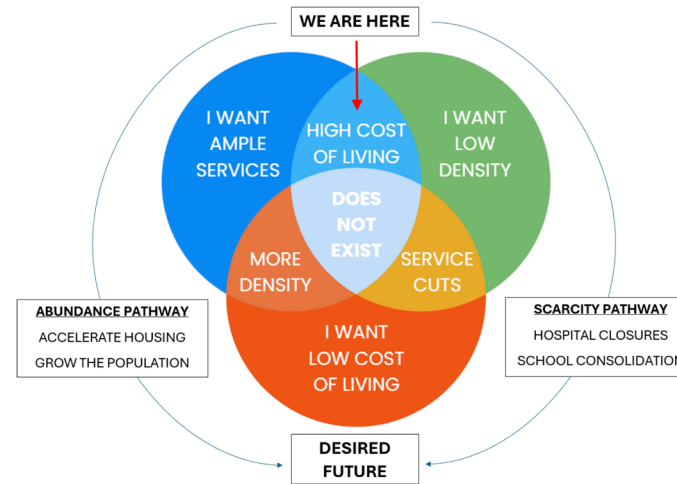 WE ARE HERE
I WANT
AMPLE
SERVICES
HIGH COST
OF LIVING
I WANT
LOW
DENSITY
DOES
NOT
EXIST
MORE
DENSITY
SERVICE
CUTS
I WANT
LOW COST
OF LIVING
ABUNDANCE PATHWAY
ACCELERATE HOUSING
GROW THE POPULATION
SCARCITY PATHWAY
HOSPITAL CLOSURES
SCHOOL CONSOLIDATION
DESIRED
FUTURE